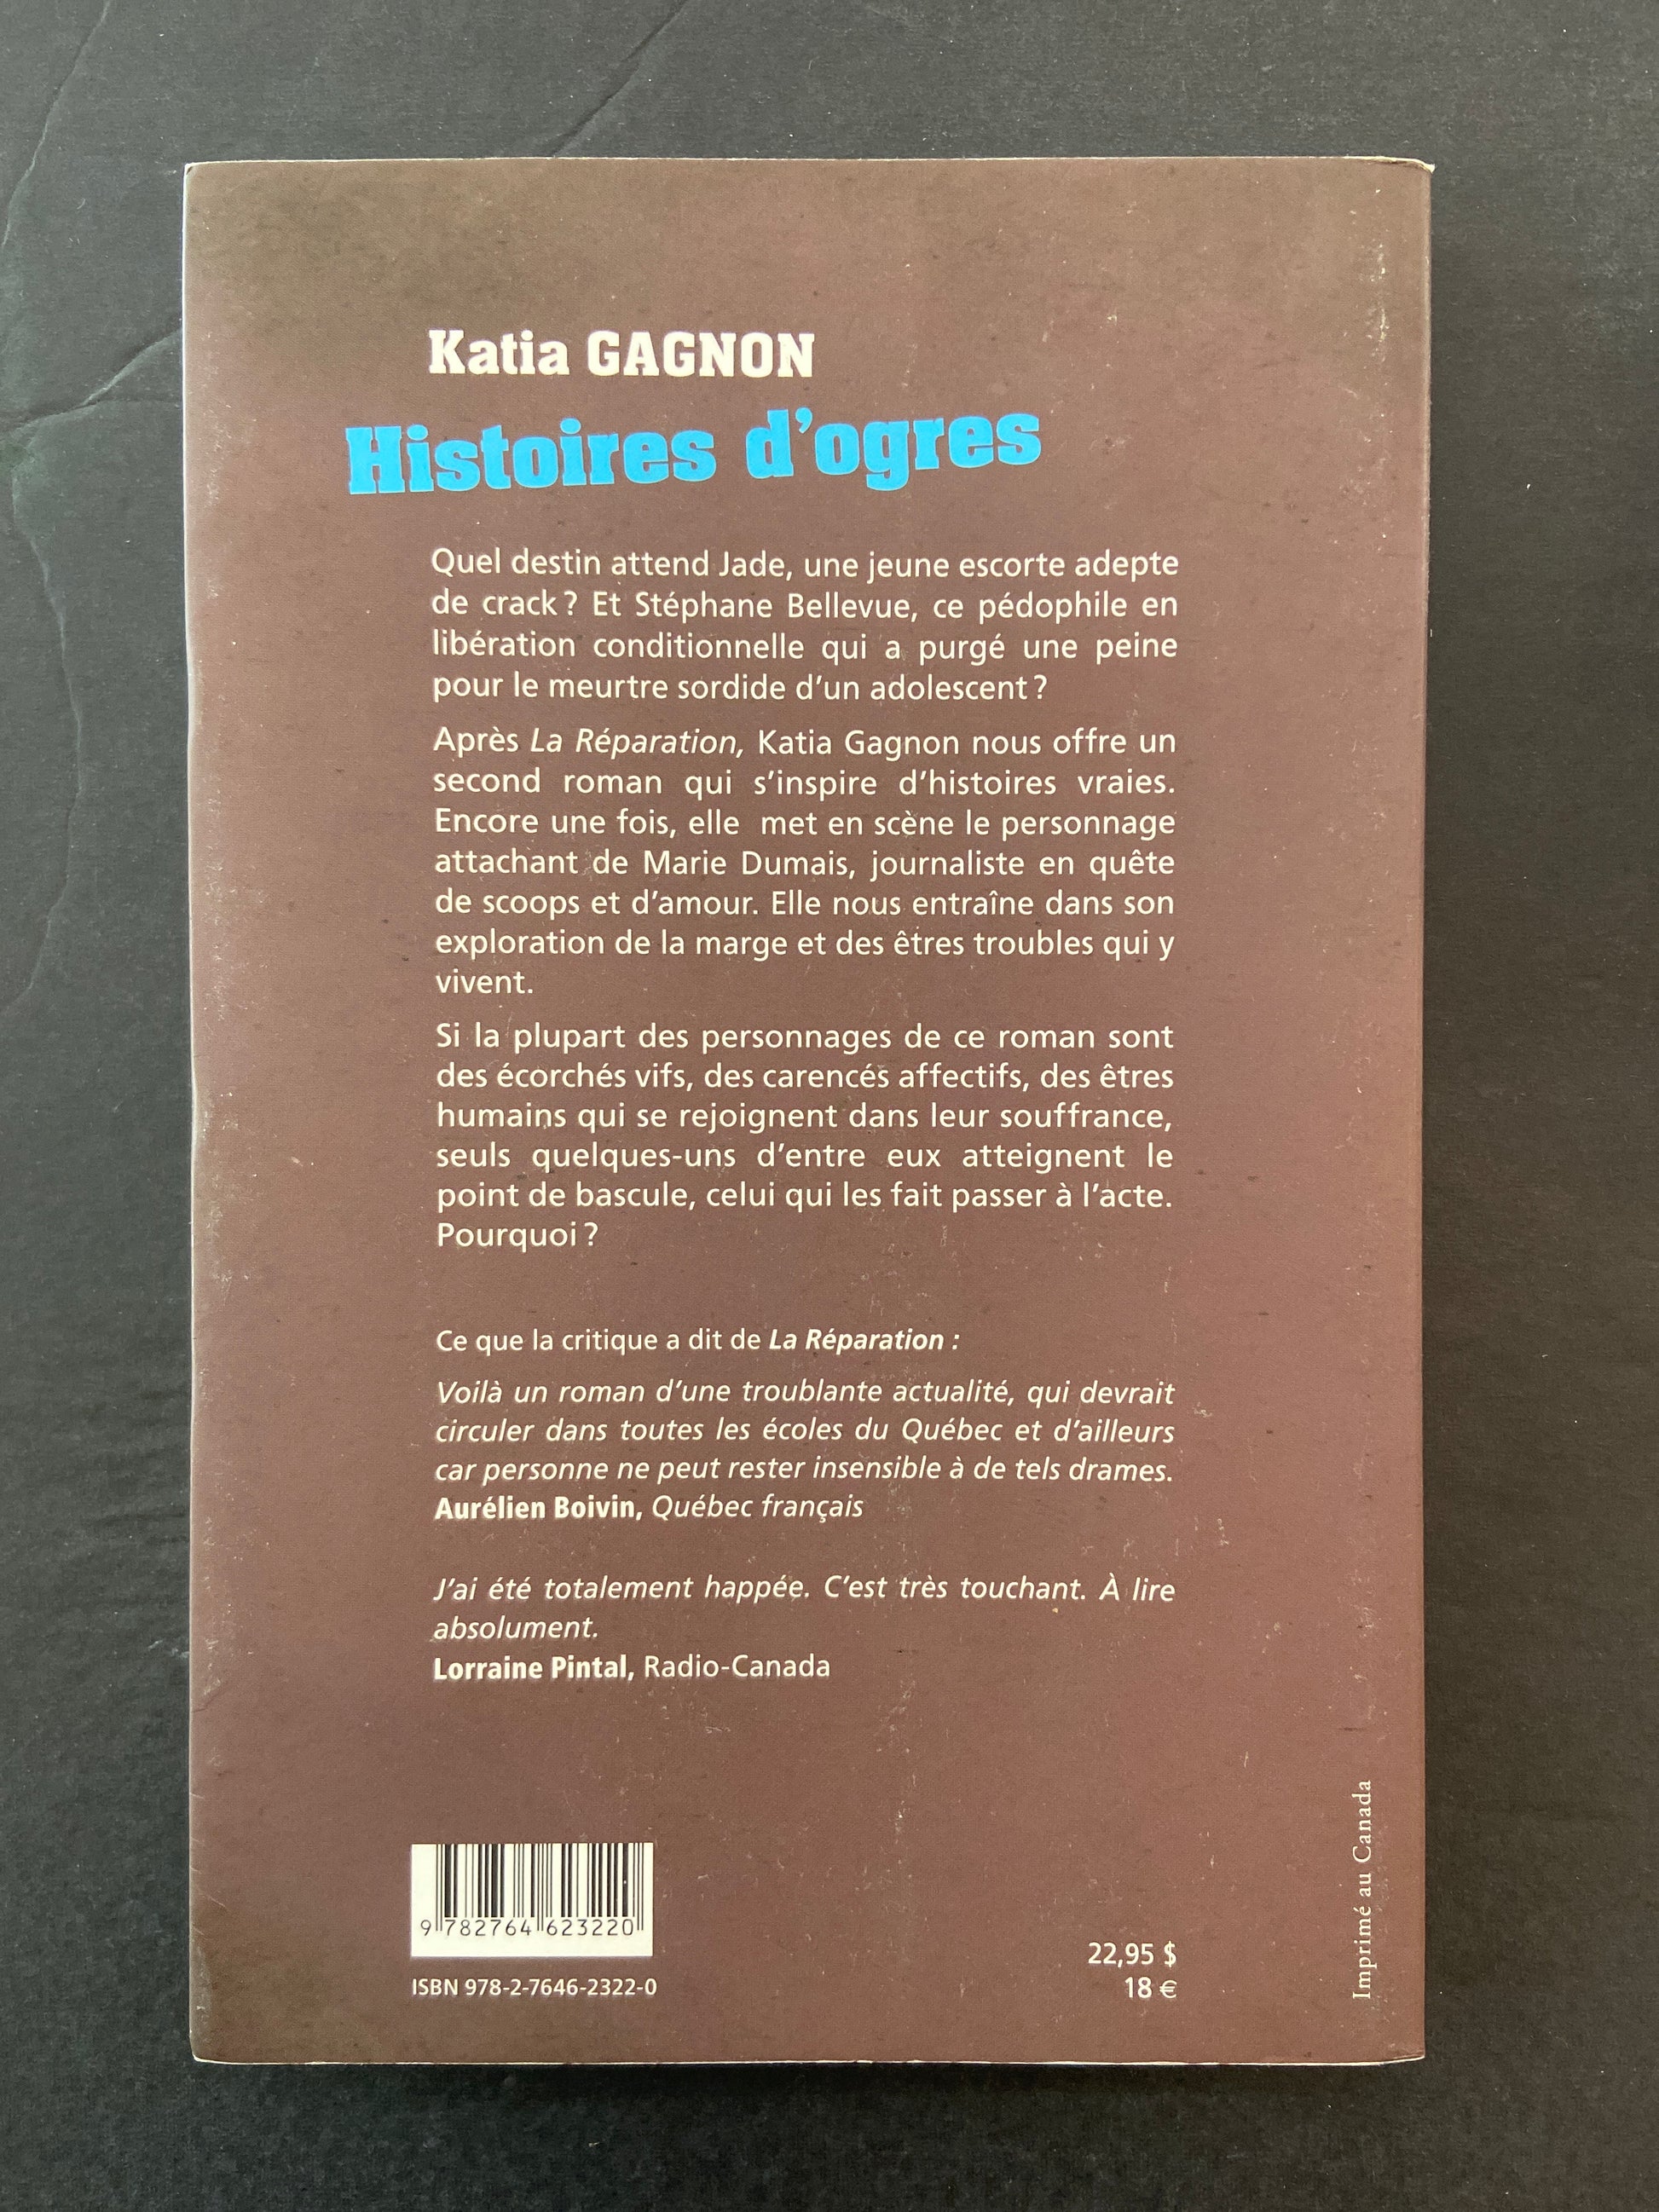 Katia GAGNON
Histoires d'ogres
Quel destin attend Jade, une jeune escorte adepte
de crack ? Et Stéphane Bellevue, ce pédophile en
libération conditionnelle qui a purgé une peine
pour le meurtre sordide d'un adolescent ?
Après La Réparation, Katia Gagnon nous offre un
second roman qui s'inspire d'histoires vraies.
Encore une fois, elle met en scène le personnage
attachant de Marie Dumais, journaliste en quête
de scoops et d'amour. Elle nous entraîne dans son
exploration de la marge et des êtres troubles qui y
vivent.
Si la plupart des personnages de ce roman sont
des écorchés vifs, des carencés affectifs, des êtres
humains qui se rejoignent dans leur souffrance,
seuls quelques-uns d'entre eux atteignent le
point de bascule, celui qui les fait passer à l'acte.
Pourquoi ?
Ce que la critique a dit de La Réparation :
Voilà un roman d'une troublante actualité, qui devrait
circuler dans toutes les écoles du Québec et d'ailleurs
car personne ne peut rester insensible à de tels drames.
Aurélien Boivin, Québec français
J'ai été totalement happée. C'est très touchant. À lire
absolument.
Lorraine Pintal, Radio-Canada
9 782764 623220
ISBN 978-2-7646-2322-0
22,95 $
18 €
Imprimé au Canada